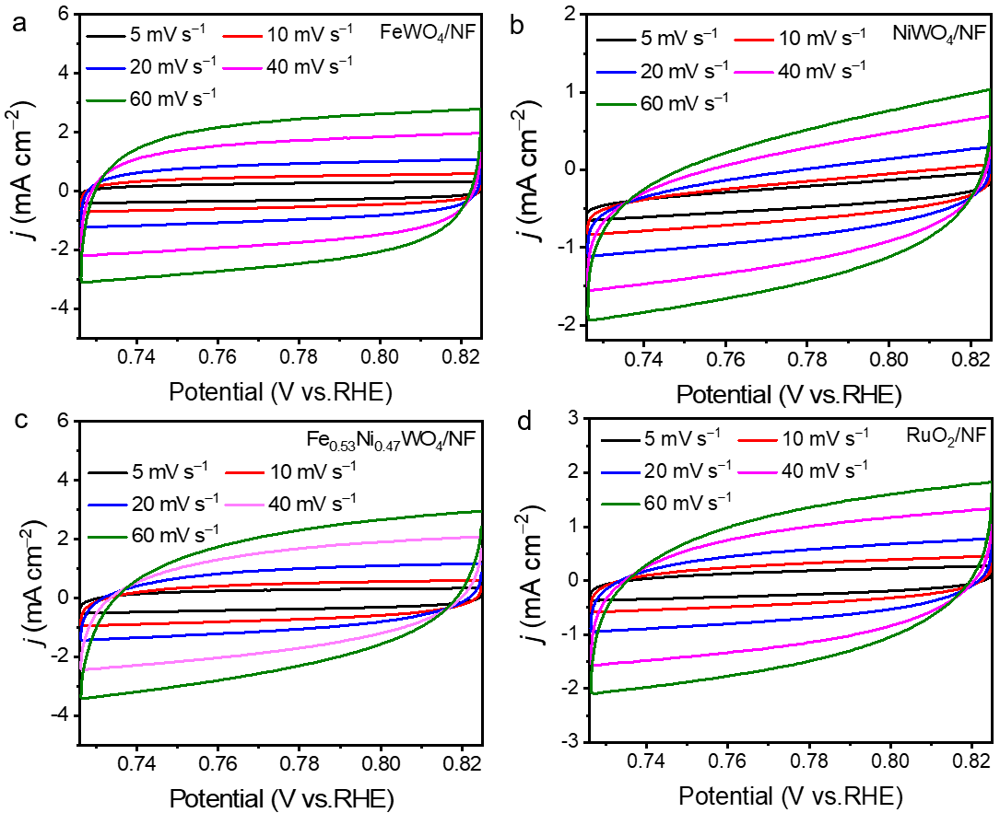 a
FeWO₄/NF
5 mV s⁻¹
10 mV s⁻¹
20 mV s⁻¹
40 mV s⁻¹
60 mV s⁻¹
6
4
2
0
-2
-4
j (mA cm⁻²)
0.74
0.76
0.78
0.80
0.82
Potential (V vs.RHE)
b
NiWO₄/NF
5 mV s⁻¹
10 mV s⁻¹
20 mV s⁻¹
40 mV s⁻¹
60 mV s⁻¹
2
1
0
-1
-2
j (mA cm⁻²)
0.74
0.76
0.78
0.80
0.82
Potential (V vs.RHE)
c
Fe₀.₅₃Ni₀.₄₇WO₄/NF
5 mV s⁻¹
10 mV s⁻¹
20 mV s⁻¹
40 mV s⁻¹
60 mV s⁻¹
6
4
2
0
-2
-4
j (mA cm⁻²)
0.74
0.76
0.78
0.80
0.82
Potential (V vs.RHE)
d
RuO₂/NF
5 mV s⁻¹
10 mV s⁻¹
20 mV s⁻¹
40 mV s⁻¹
60 mV s⁻¹
3
2
1
0
-1
-2
-3
j (mA cm⁻²)
0.74
0.76
0.78
0.80
0.82
Potential (V vs.RHE)